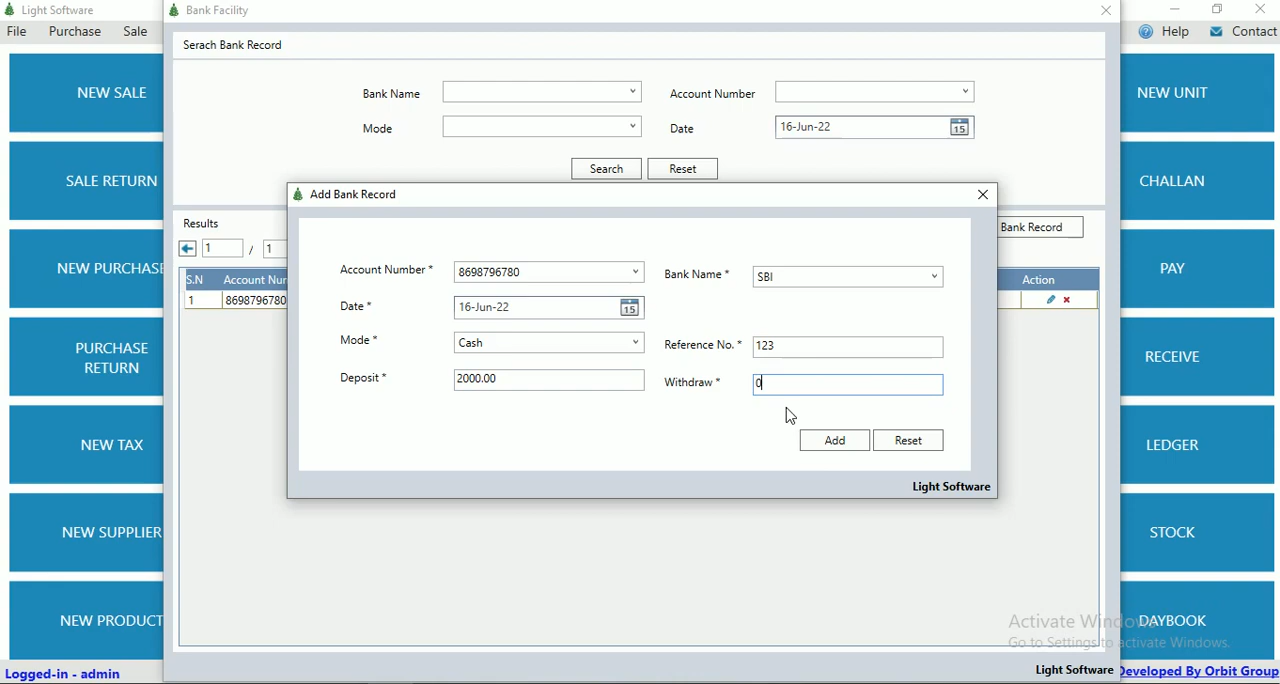 Light Software
Bank Facility
File Purchase Sale
Help Contact
Serach Bank Record
Bank Name
Account Number
Mode
Date 16-Jun-22 15
Search Reset
NEW SALE
SALE RETURN
NEW PURCHASE
PURCHASE
RETURN
NEW TAX
NEW SUPPLIER
NEW PRODUCT
Results
1 / 1
Bank Record
S.N Account Num Action
1 8698796780
Add Bank Record
Account Number * 8698796780
Bank Name * SBI
Date * 16-Jun-22 15
Mode * Cash
Reference No. * 123
Deposit * 2000.00
Withdraw * 0
Add Reset
Light Software
NEW UNIT
CHALLAN
PAY
RECEIVE
LEDGER
STOCK
DAYBOOK
Activate Windows
Go to Settings to activate Windows.
Light Software
Logged-in - admin
Developed By Orbit Group